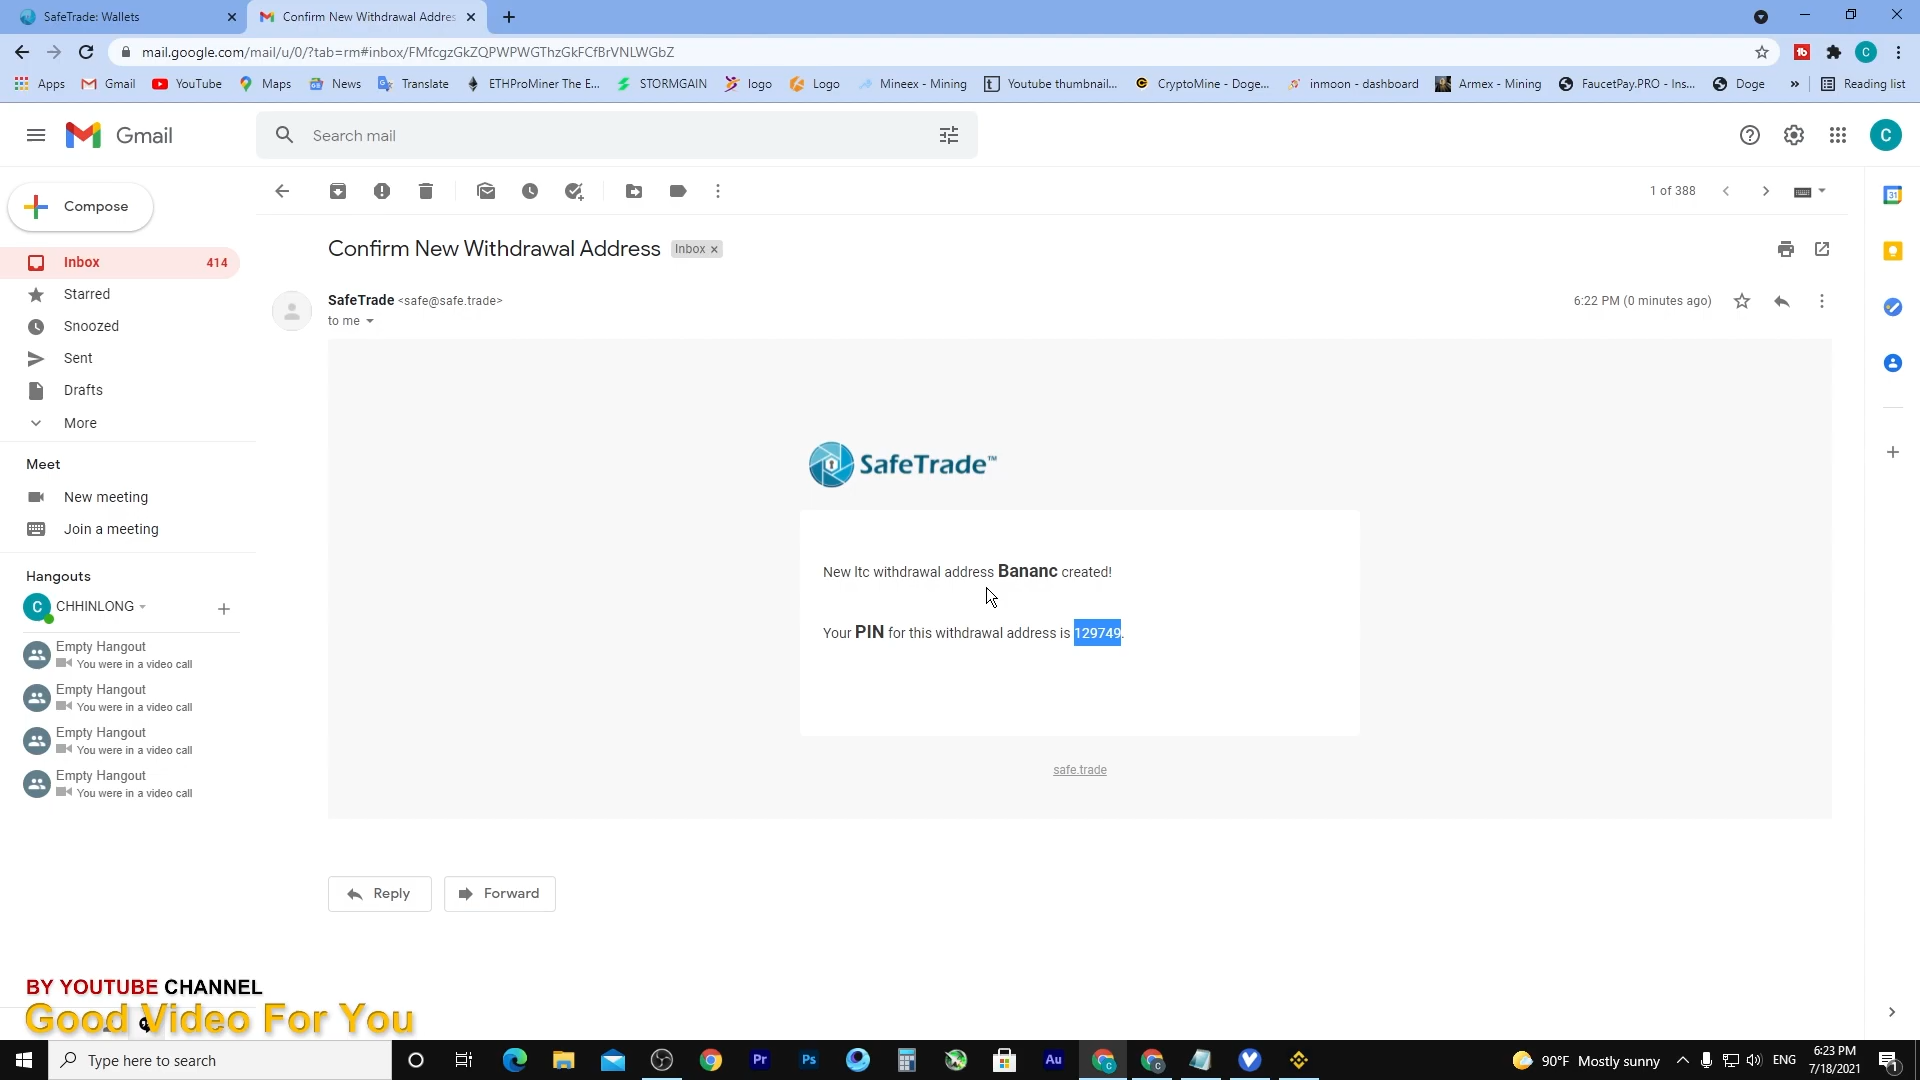 SafeTrade: Wallets
Confirm New Withdrawal Addres
mail.google.com/mail/u/0/?tab=rm#inbox/FMfcgzGkZQPWPWGThzGkFCfBrVNLWGbZ
Apps Gmail YouTube Maps News Translate ETHProMiner The E... STORMGAIN logo Logo Mineex - Mining Youtube thumbnail... CryptoMine - Doge... inmoon - dashboard Armex - Mining FaucetPay.PRO - Ins... Doge » Reading list
Gmail
Search mail
C
Compose
1 of 388
Inbox 414
Starred
Snoozed
Sent
Drafts
More
Meet
New meeting
Join a meeting
Hangouts
C CHHINLONG
Empty Hangout
You were in a video call
Empty Hangout
You were in a video call
Empty Hangout
You were in a video call
Empty Hangout
You were in a video call
Confirm New Withdrawal Address Inbox ×
SafeTrade <safe@safe.trade>
6:22 PM (0 minutes ago)
to me
SafeTrade™
New ltc withdrawal address Bananc created!
Your PIN for this withdrawal address is 129749.
safe.trade
Reply
Forward
BY YOUTUBE CHANNEL
Good Video For You
Type here to search
Pr Ps Au
90°F Mostly sunny
ENG
6:23 PM
7/18/2021
1